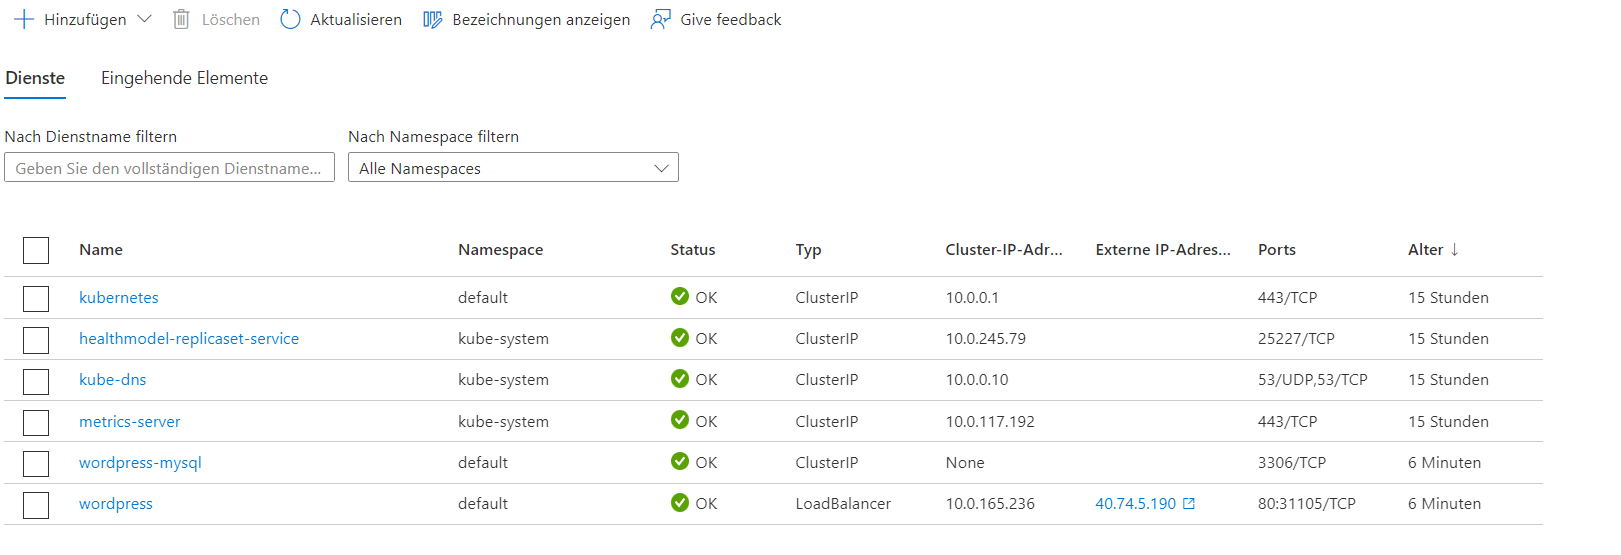 Hinzufügen Löschen Aktualisieren Bezeichnungen anzeigen Give feedback
Dienste Eingehende Elemente
Nach Dienstname filtern Nach Namespace filtern
Geben Sie den vollständigen Dienstname... Alle Namespaces
Name Namespace Status Typ Cluster-IP-Adr... Externe IP-Adres... Ports Alter ↓
kubernetes default OK ClusterIP 10.0.0.1 443/TCP 15 Stunden
healthmodel-replicaset-service kube-system OK ClusterIP 10.0.245.79 25227/TCP 15 Stunden
kube-dns kube-system OK ClusterIP 10.0.0.10 53/UDP,53/TCP 15 Stunden
metrics-server kube-system OK ClusterIP 10.0.117.192 443/TCP 15 Stunden
wordpress-mysql default OK ClusterIP None 3306/TCP 6 Minuten
wordpress default OK LoadBalancer 10.0.165.236 40.74.5.190 80:31105/TCP 6 Minuten